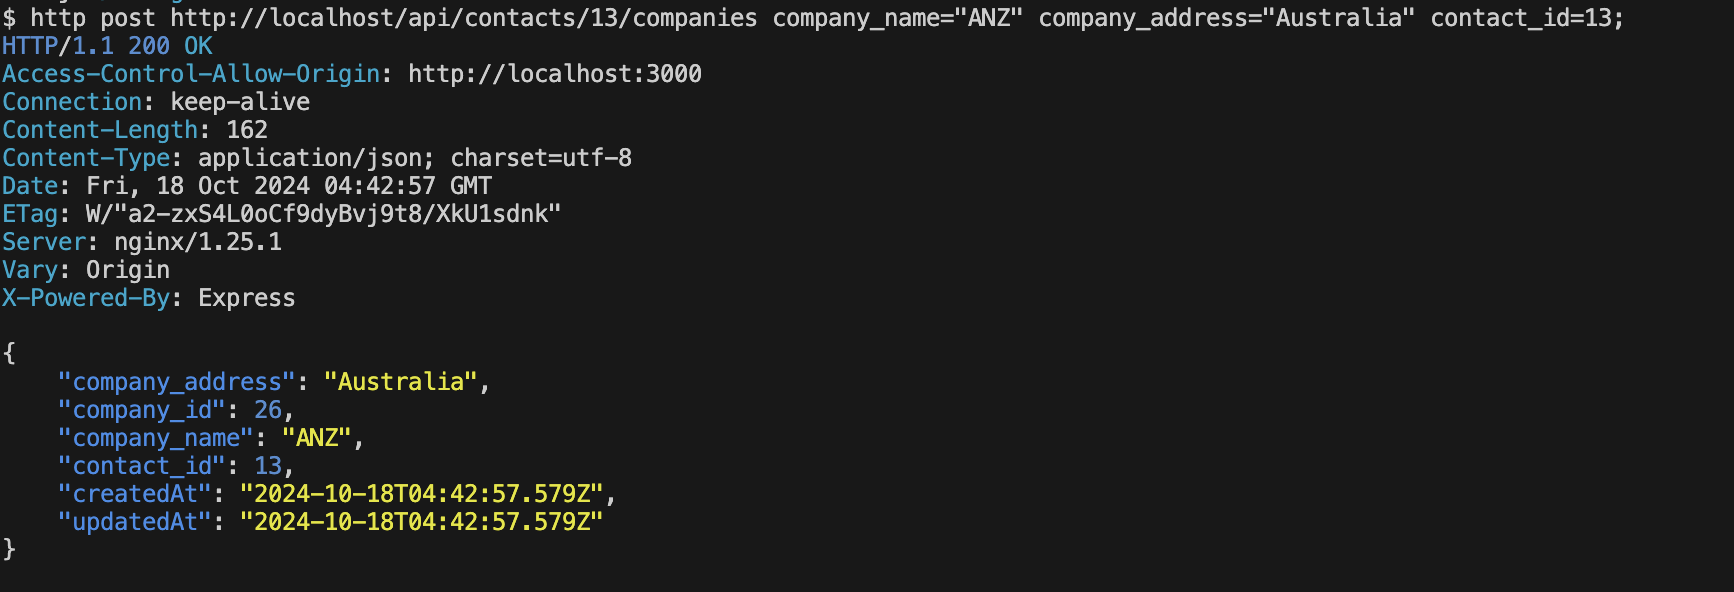 $ http post http://localhost/api/contacts/13/companies company_name="ANZ" company_address="Australia" contact_id=13;
HTTP/1.1 200 OK
Access-Control-Allow-Origin: http://localhost:3000
Connection: keep-alive
Content-Length: 162
Content-Type: application/json; charset=utf-8
Date: Fri, 18 Oct 2024 04:42:57 GMT
ETag: W/"a2-zxS4L0oCf9dyBvj9t8/XkU1sdnk"
Server: nginx/1.25.1
Vary: Origin
X-Powered-By: Express

{
    "company_address": "Australia",
    "company_id": 26,
    "company_name": "ANZ",
    "contact_id": 13,
    "createdAt": "2024-10-18T04:42:57.579Z",
    "updatedAt": "2024-10-18T04:42:57.579Z"
}